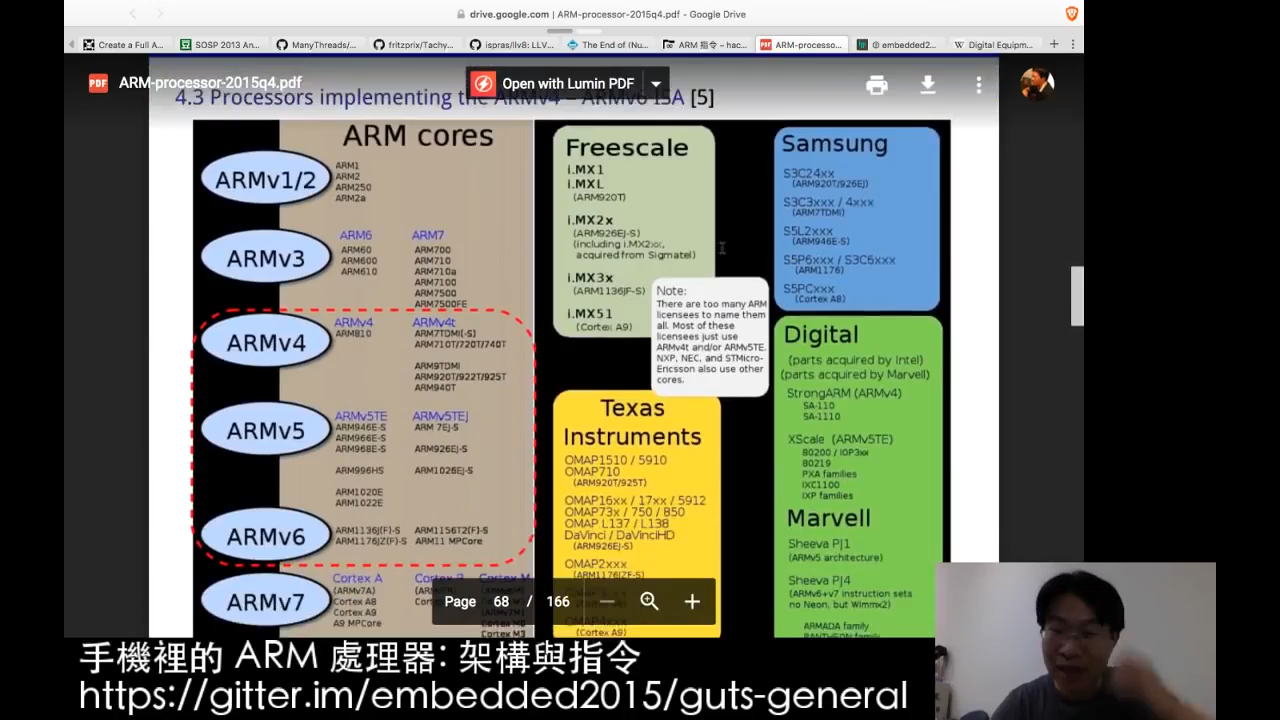 drive.google.com | ARM-processor-2015q4.pdf - Google Drive
Create a Full A...
SOSP 2013 An...
ManyThreads/...
fritzprix/Tachy...
ispras/llv8: LLV...
The End of (Nu...
ARM 指令 – hac...
ARM-processo...
embedded2...
Digital Equipm...
ARM-processor-2015q4.pdf
Open with Lumin PDF
4.3 Processors implementing the ARMv4 – ARMv6 ISA [5]
ARM cores
ARMv1/2
ARM1
ARM2
ARM250
ARM2a
ARMv3
ARM6
ARM60
ARM600
ARM610
ARM7
ARM700
ARM710
ARM710a
ARM7100
ARM7500
ARM7500FE
ARMv4
ARMv4
ARM810
ARMv4t
ARM7TDMI(-S)
ARM710T/720T/740T
ARM9TDMI
ARM920T/922T/925T
ARM940T
ARMv5
ARMv5TE
ARM946E-S
ARM966E-S
ARM968E-S
ARM996HS
ARM1020E
ARM1022E
ARMv5TEJ
ARM 7EJ-S
ARM926EJ-S
ARM1026EJ-S
ARMv6
ARM1136J(F)-S
ARM1176JZ(F)-S
ARM1156T2(F)-S
ARM11 MPCore
ARMv7
Cortex A
(ARMv7A)
Cortex A8
Cortex A9
A9 MPCore
Freescale
i.MX1
i.MXL
(ARM920T)
i.MX2x
(ARM926EJ-S)
(including i.MX23x,
acquired from Sigmatel)
i.MX3x
(ARM1136JF-S)
i.MX51
(Cortex A9)
Note:
There are too many ARM
licensees to name them
all. Most of these
licensees just use
ARMv4t and/or ARMv5TE.
NXP, NEC, and STMicro-
Ericsson also use other
cores.
Texas
Instruments
OMAP1510 / 5910
OMAP710
(ARM920T/925T)
OMAP16xx / 17xx / 5912
OMAP73x / 750 / 850
OMAP L137 / L138
DaVinci / DaVinciHD
(ARM926EJ-S)
OMAP2xxx
(ARM1176JZF-S)
(Cortex A9)
Samsung
S3C24xx
(ARM920T/926EJ)
S3C3xxx / 4xxx
(ARM7TDMI)
S5L2xxx
(ARM946E-S)
S5P6xxx / S3C6xxx
(ARM1176)
S5PCxxx
(Cortex A8)
Digital
(parts acquired by Intel)
(parts acquired by Marvell)
StrongARM (ARMv4)
SA-110
SA-1110
XScale (ARMv5TE)
80200 / IOP3xx
80219
PXA families
IXC1100
IXP families
Marvell
Sheeva PJ1
(ARMv5 architecture)
Sheeva PJ4
(ARMv6+v7 instruction sets
no Neon, but Wimmx2)
ARMADA family
Page 68 / 166
手機裡的 ARM 處理器: 架構與指令
https://gitter.im/embedded2015/guts-general